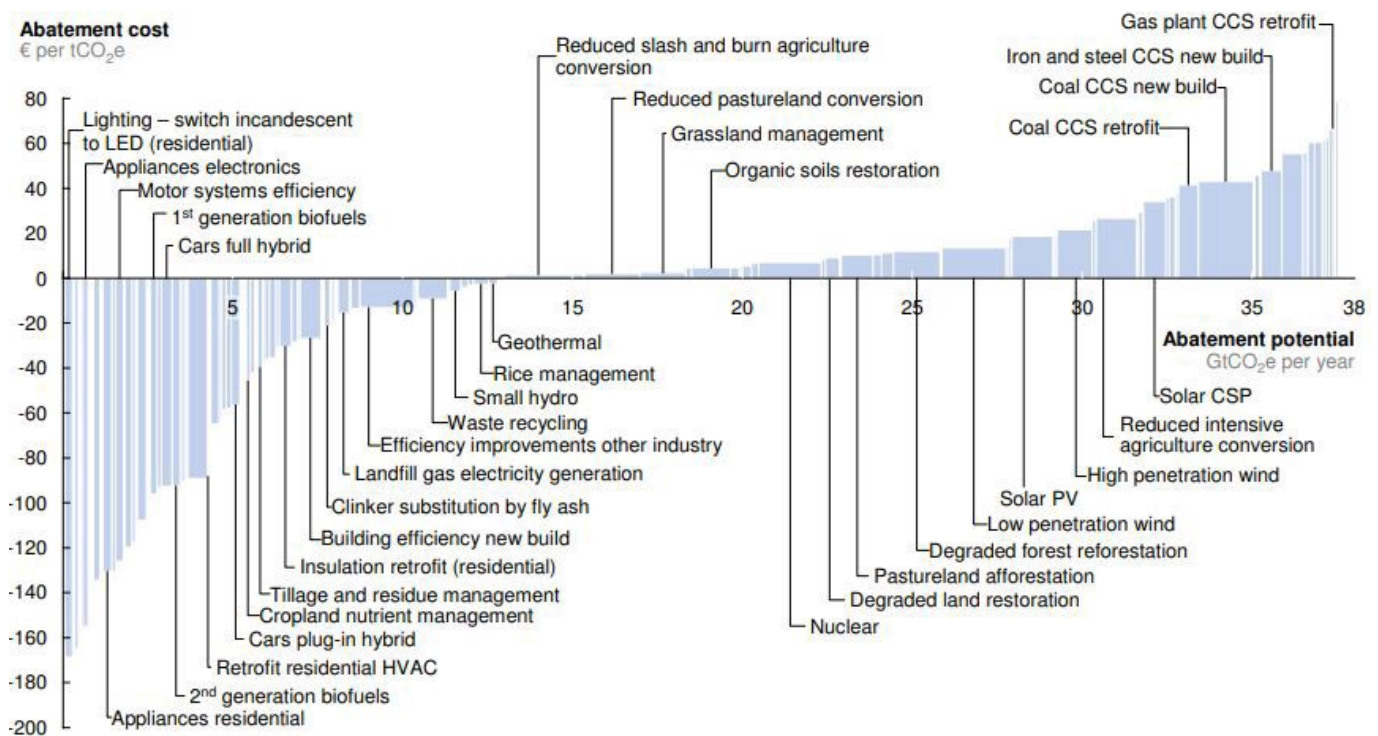 Abatement cost
€ per tCO2e
Gas plant CCS retrofit
Reduced slash and burn agriculture
conversion
Iron and steel CCS new build
Coal CCS new build
Reduced pastureland conversion
Coal CCS retrofit
Grassland management
Organic soils restoration
Lighting – switch incandescent
to LED (residential)
Appliances electronics
Motor systems efficiency
1st generation biofuels
Cars full hybrid
80
60
40
20
0
-20
-40
-60
-80
-100
-120
-140
-160
-180
-200
5
10
15
20
25
30
35
38
Abatement potential
GtCO2e per year
Geothermal
Rice management
Small hydro
Waste recycling
Efficiency improvements other industry
Landfill gas electricity generation
Clinker substitution by fly ash
Building efficiency new build
Insulation retrofit (residential)
Tillage and residue management
Cropland nutrient management
Cars plug-in hybrid
Retrofit residential HVAC
2nd generation biofuels
Appliances residential
Solar CSP
Reduced intensive
agriculture conversion
High penetration wind
Solar PV
Low penetration wind
Degraded forest reforestation
Pastureland afforestation
Degraded land restoration
Nuclear